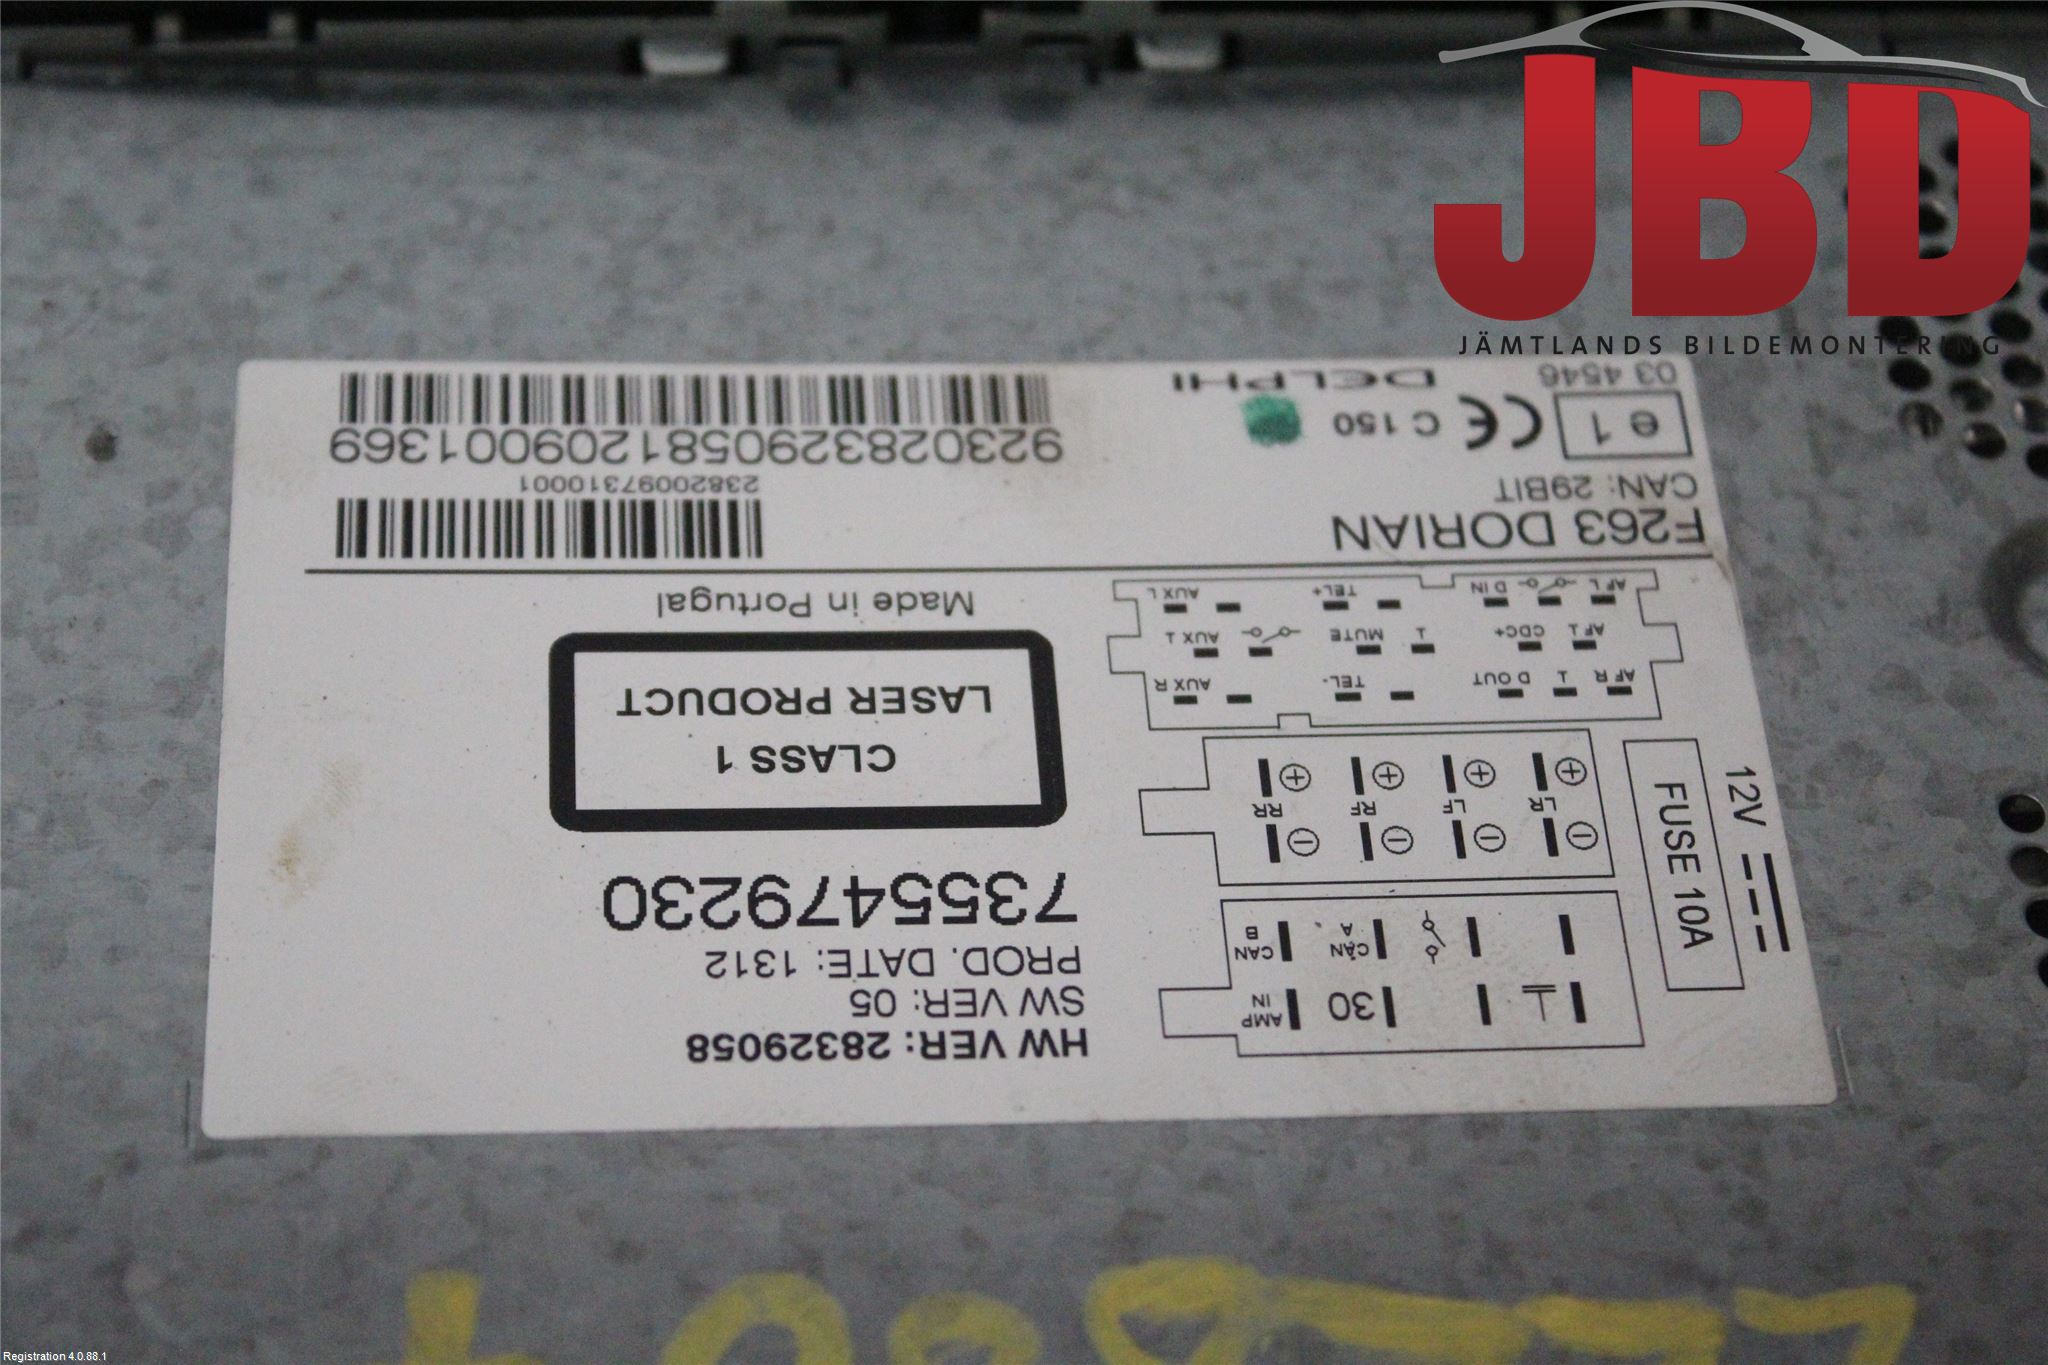 JBD
JÄMTLANDS BILDEMONTERING
HW VER: 28329058
SW VER: 05
PROD. DATE: 1312
7355479230
CLASS 1
LASER PRODUCT
Made in Portugal
12V
FUSE 10A
30
AMP IN
CAN A
CAN B
LR LF RF RR
AF R D OUT TEL- AUX R
AF CDC+ MUTE AUX
AF L D IN TEL+ AUX L
F263 DORIAN
CAN: 29BIT
e1 CE C 150
03 4546 DELPHI
23820097310001
9230283290581209001369
Registration 4.0.88.1